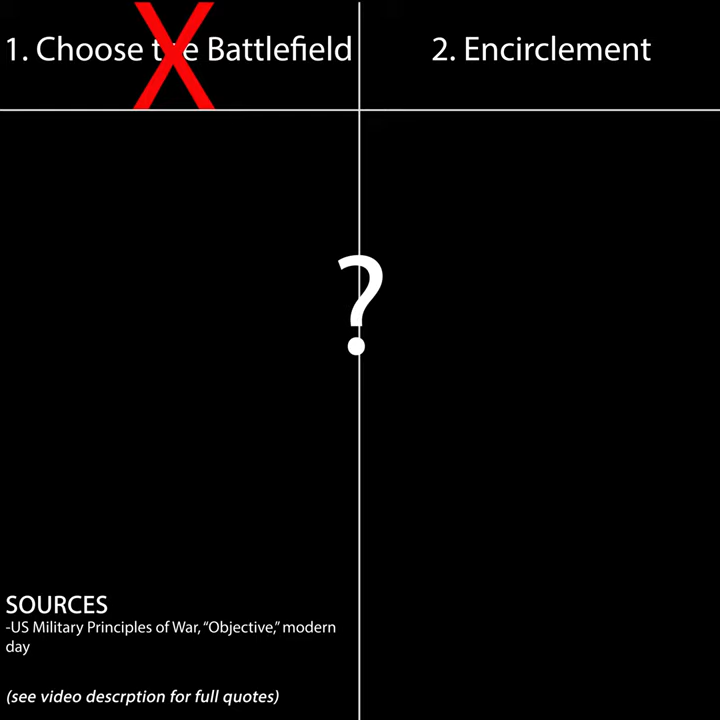 1. Choose the Battlefield
2. Encirclement
?
SOURCES
-US Military Principles of War, “Objective,” modern
day
(see video descrption for full quotes)